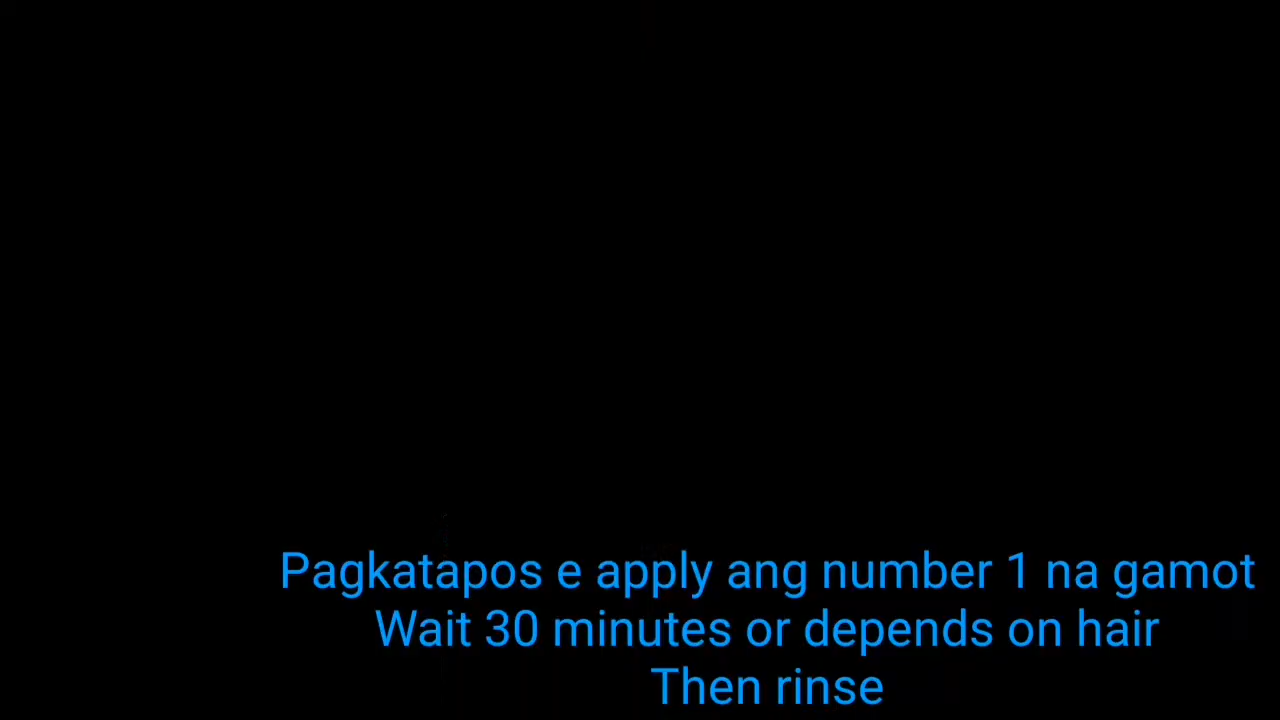 Pagkatapos e apply ang number 1 na gamot
Wait 30 minutes or depends on hair
Then rinse